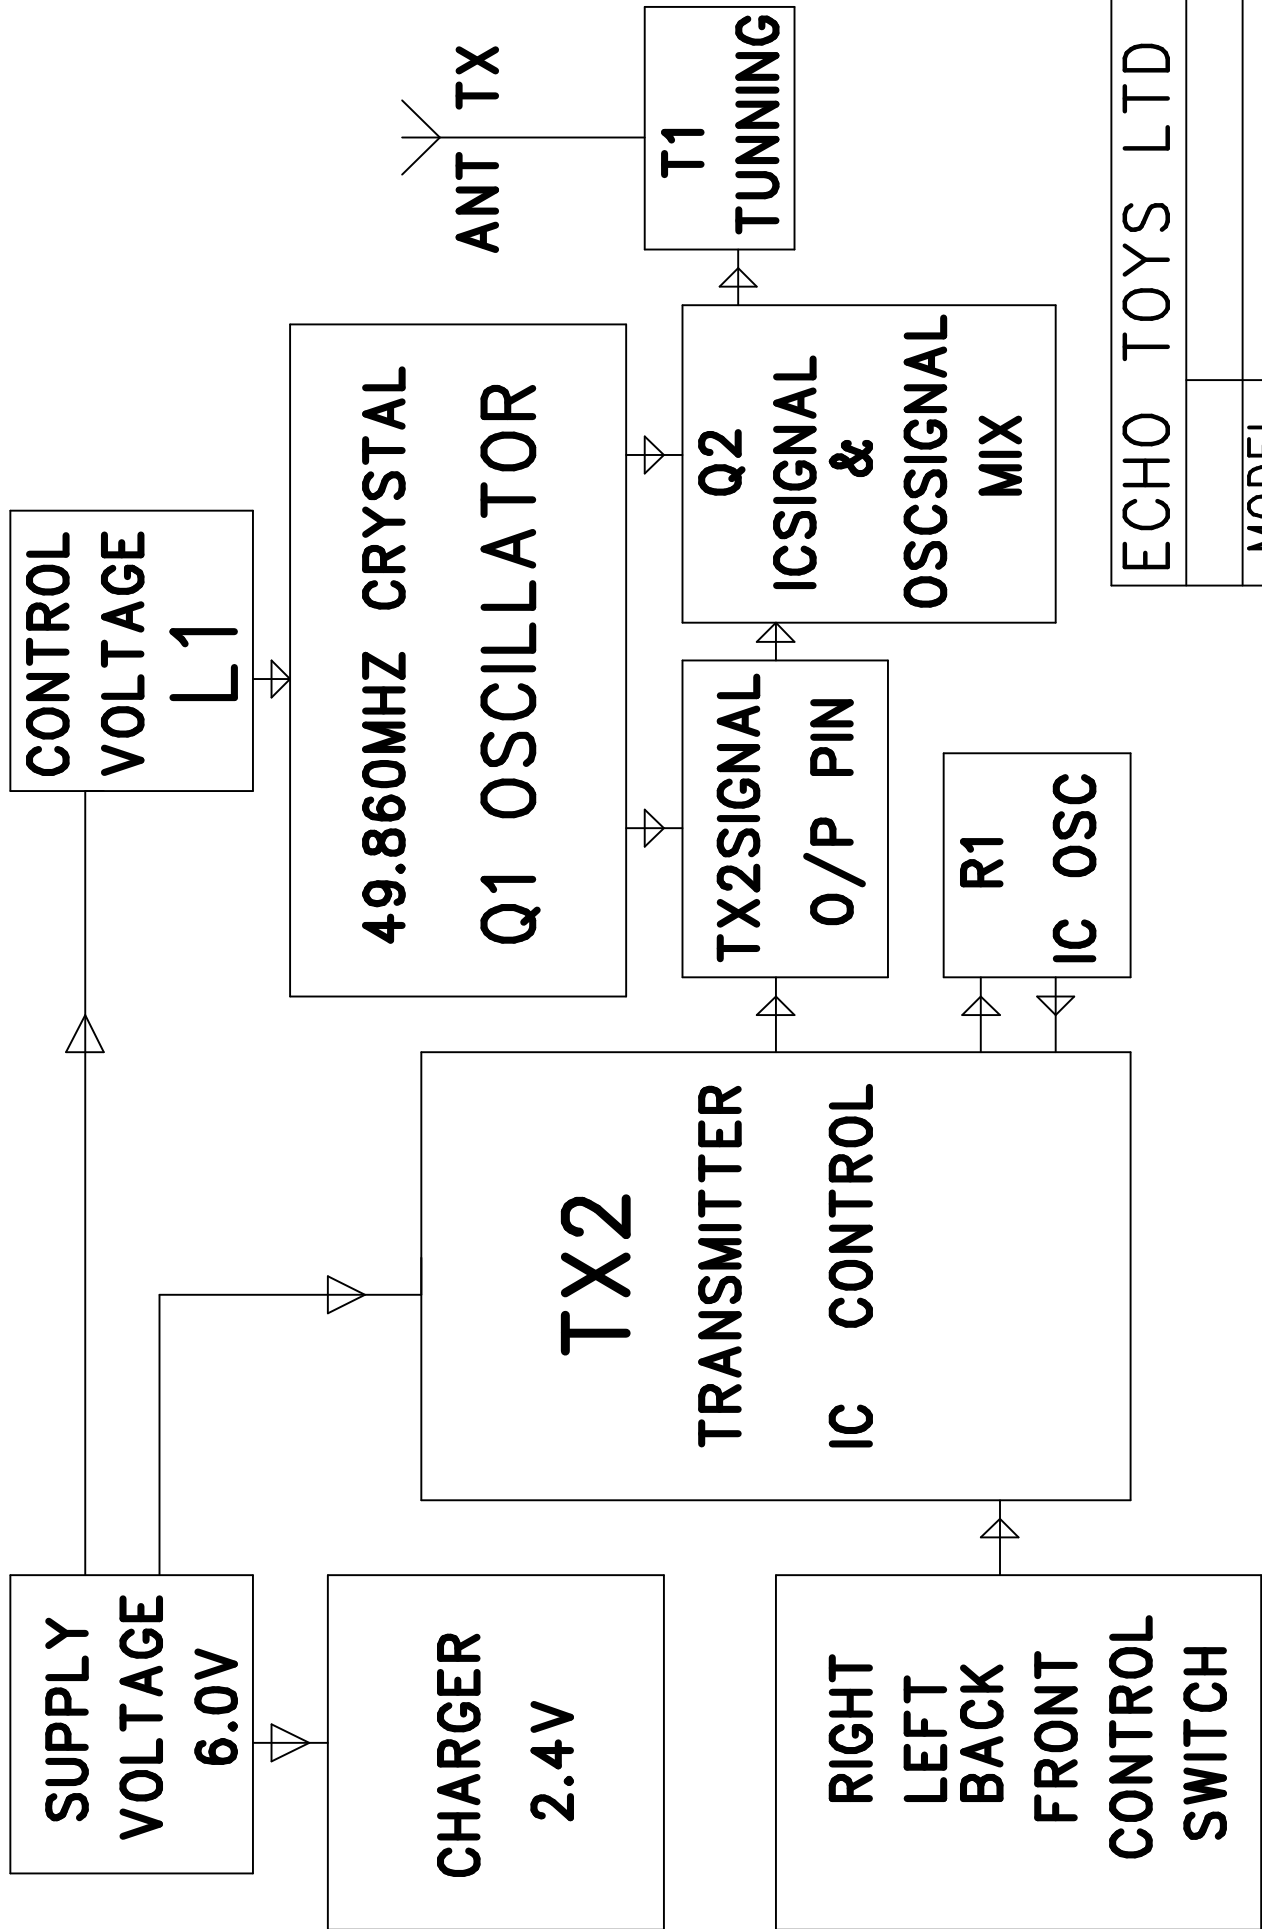 SUPPLY
VOLTAGE
6.0V
CHARGER
2.4V
RIGHT
LEFT
BACK
FRONT
CONTROL
SWITCH
TX2
TRANSMITTER
IC CONTROL
CONTROL
VOLTAGE
L1
49.860MHZ CRYSTAL
Q1 OSCILLATOR
TX2SIGNAL
O/P PIN
R1
IC OSC
Q2
ICSIGNAL
&
OSCSIGNAL
MIX
ANT TX
T1
TUNNING
ECHO TOYS LTD
MODEL